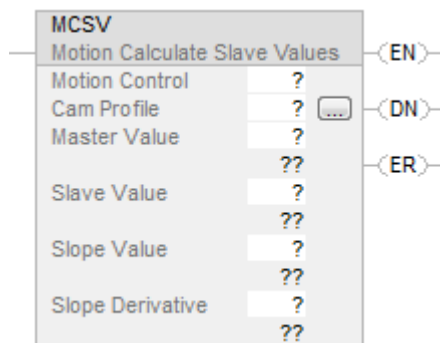 MCSV
Motion Calculate Slave Values
EN
Motion Control ?
Cam Profile ? ...
DN
Master Value ?
??
ER
Slave Value ?
??
Slope Value ?
??
Slope Derivative ?
??